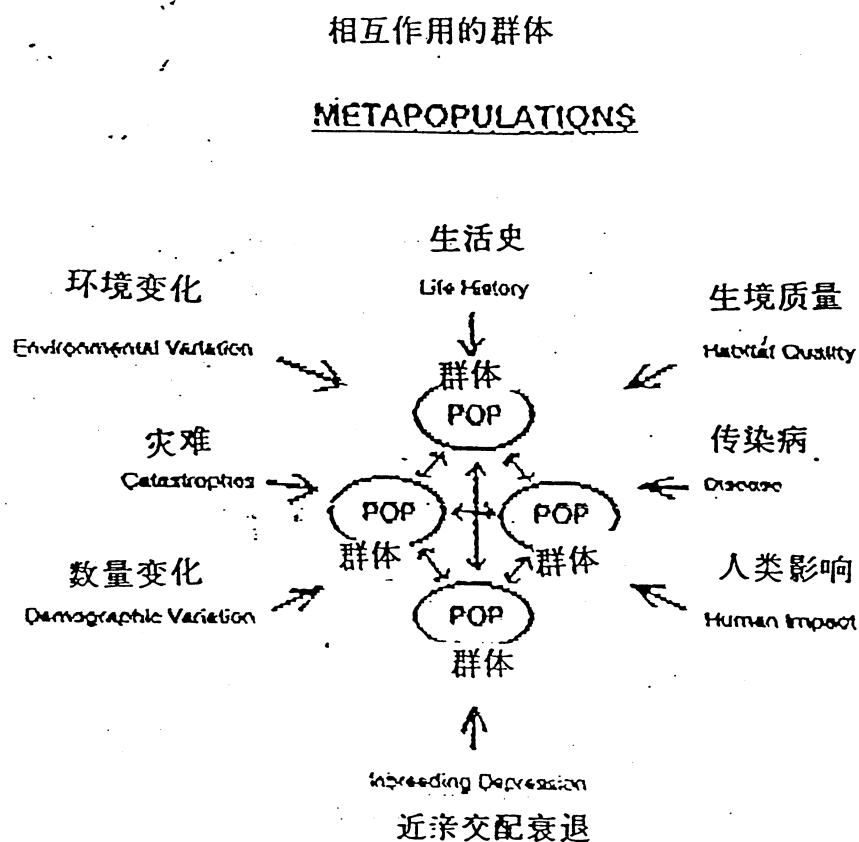 相互作用的群体
METAPOPULATIONS
生活史
Life History
环境变化
Environmental Variation
生境质量
Habitat Quality
群体
POP
灾难
Catastrophes
传染病
Disease
POP
POP
群体
群体
数量变化
Demographic Variation
人类影响
Human Impact
POP
群体
Inbreeding Depression
近亲交配衰退